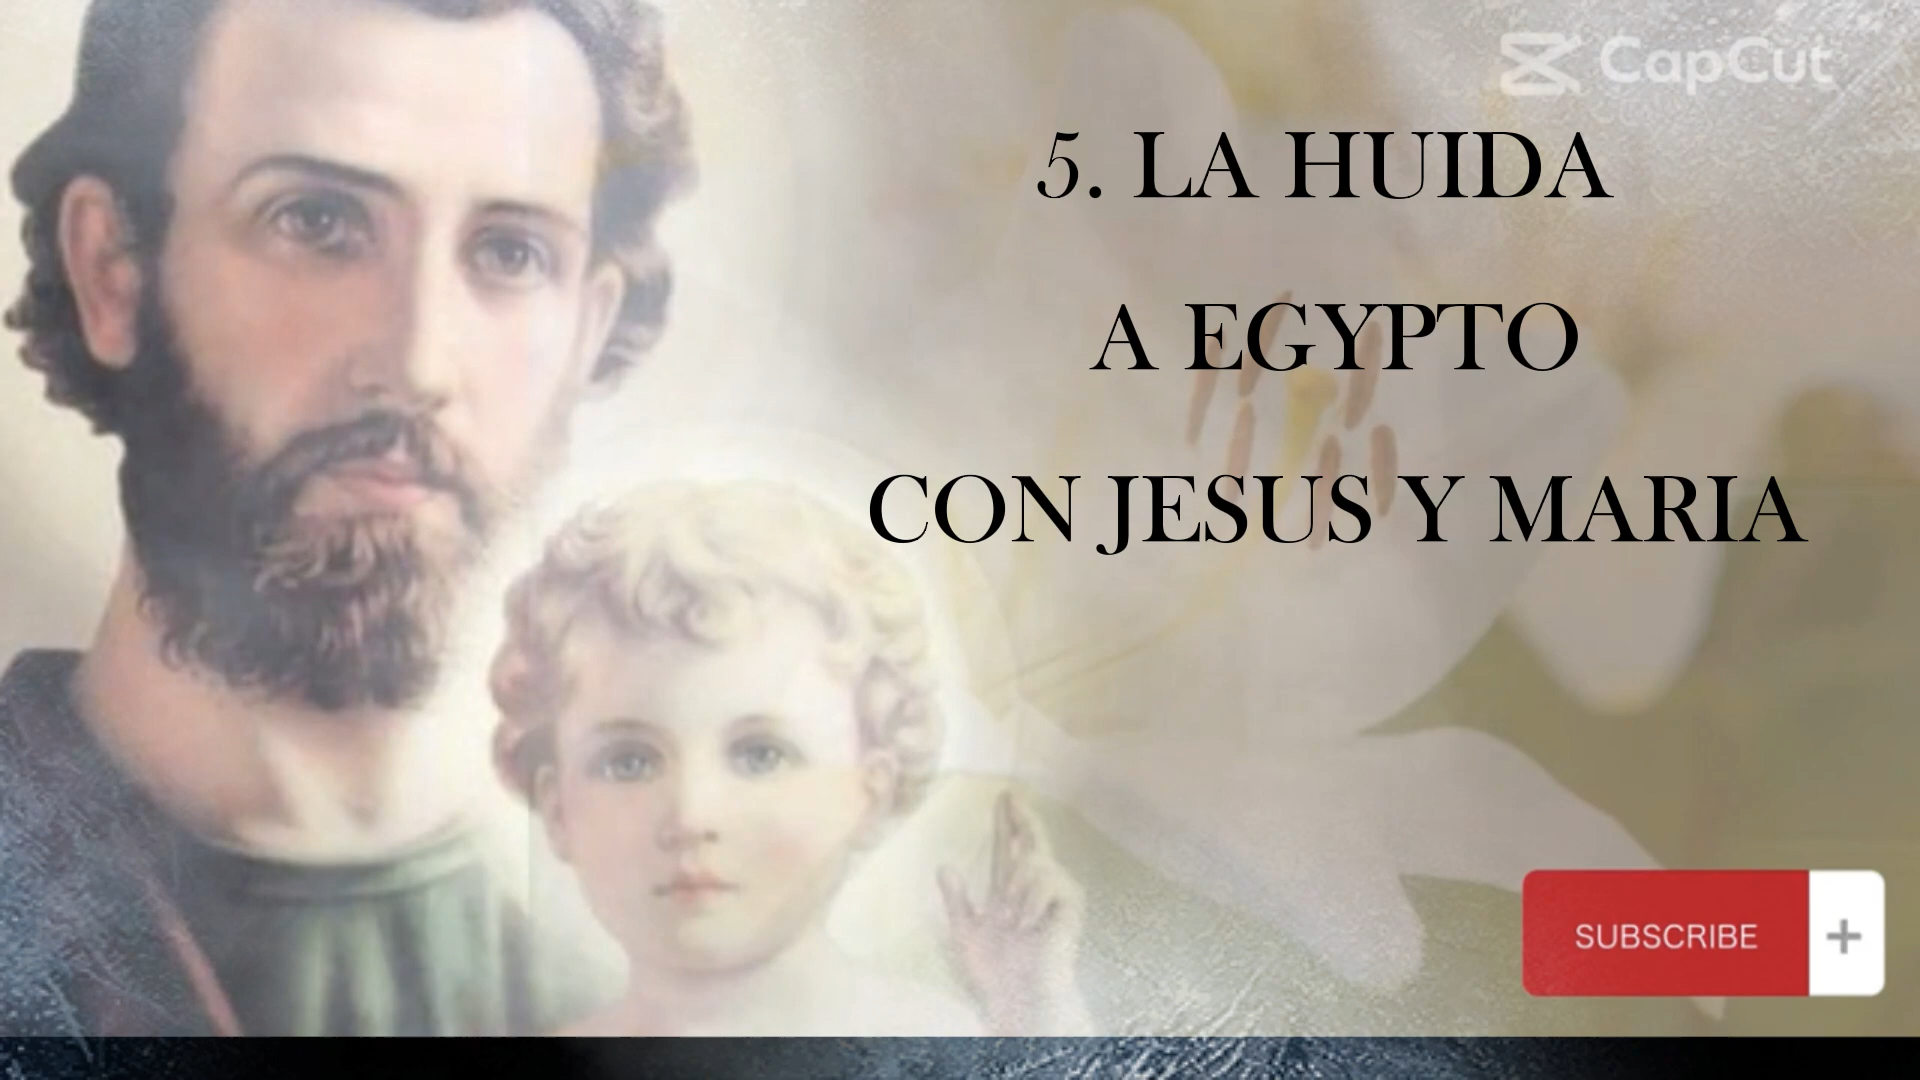 CapCut
5. LA HUIDA
A EGYPTO
CON JESUS Y MARIA
SUBSCRIBE +